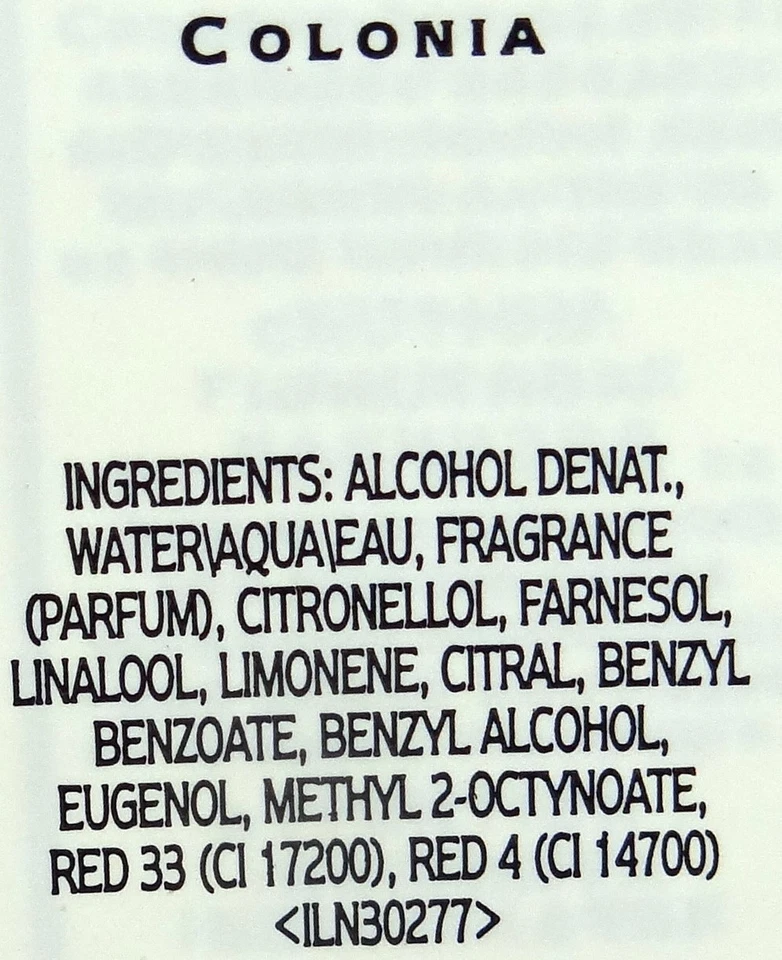 COLONIA
INGREDIENTS: ALCOHOL DENAT.,
WATER\AQUA\EAU, FRAGRANCE
(PARFUM), CITRONELLOL, FARNESOL,
LINALOOL, LIMONENE, CITRAL, BENZYL
BENZOATE, BENZYL ALCOHOL,
EUGENOL, METHYL 2-OCTYNOATE,
RED 33 (CI 17200), RED 4 (CI 14700)
<ILN30277>